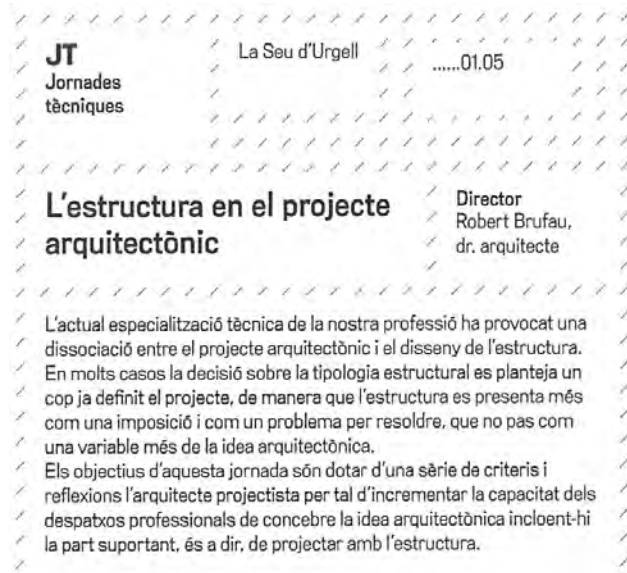 JT
Jornades
tècniques
La Seu d'Urgell
......01.05
L'estructura en el projecte
arquitectònic
Director
Robert Brufau,
dr. arquitecte
L'actual especialització tècnica de la nostra professió ha provocat una
dissociació entre el projecte arquitectònic i el disseny de l'estructura.
En molts casos la decisió sobre la tipologia estructural es planteja un
cop ja definit el projecte, de manera que l'estructura es presenta més
com una imposició i com un problema per resoldre, que no pas com
una variable més de la idea arquitectònica.
Els objectius d'aquesta jornada són dotar d'una sèrie de criteris i
reflexions l'arquitecte projectista per tal d'incrementar la capacitat dels
despatxos professionals de concebre la idea arquitectònica incloent-hi
la part suportant, és a dir, de projectar amb l'estructura.